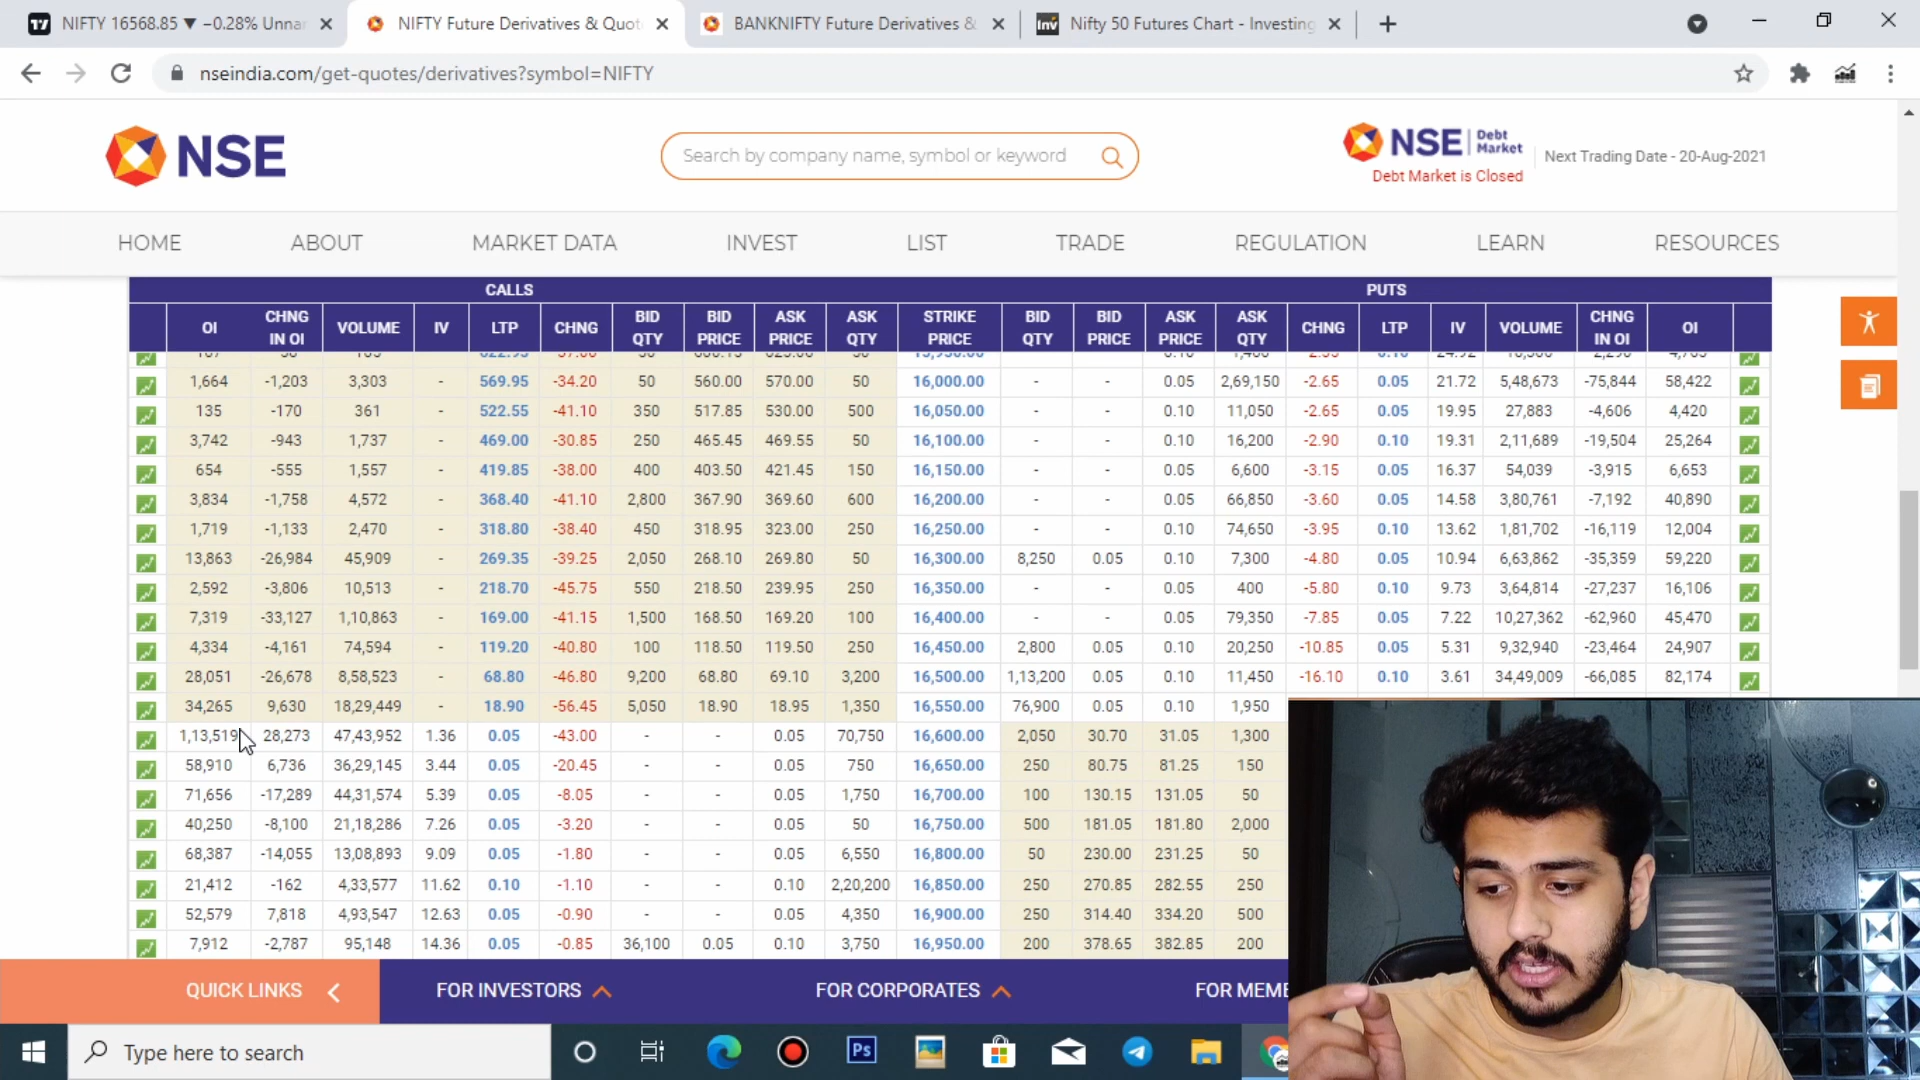 NIFTY 16568.85 ▼ −0.28% Unnar
NIFTY Future Derivatives & Quot
BANKNIFTY Future Derivatives &
Inv Nifty 50 Futures Chart - Investing
nseindia.com/get-quotes/derivatives?symbol=NIFTY
NSE
Search by company name, symbol or keyword
NSE Debt Market
Debt Market is Closed
Next Trading Date - 20-Aug-2021
HOME ABOUT MARKET DATA INVEST LIST TRADE REGULATION LEARN RESOURCES
CALLS PUTS
OI CHNG IN OI VOLUME IV LTP CHNG BID QTY BID PRICE ASK PRICE ASK QTY STRIKE PRICE BID QTY BID PRICE ASK PRICE ASK QTY CHNG LTP IV VOLUME CHNG IN OI OI
1,664 -1,203 3,303 - 569.95 -34.20 50 560.00 570.00 50 16,000.00 - - 0.05 2,69,150 -2.65 0.05 21.72 5,48,673 -75,844 58,422
135 -170 361 - 522.55 -41.10 350 517.85 530.00 500 16,050.00 - - 0.10 11,050 -2.65 0.05 19.95 27,883 -4,606 4,420
3,742 -943 1,737 - 469.00 -30.85 250 465.45 469.55 50 16,100.00 - - 0.10 16,200 -2.90 0.10 19.31 2,11,689 -19,504 25,264
654 -555 1,557 - 419.85 -38.00 400 403.50 421.45 150 16,150.00 - - 0.05 6,600 -3.15 0.05 16.37 54,039 -3,915 6,653
3,834 -1,758 4,572 - 368.40 -41.10 2,800 367.90 369.60 600 16,200.00 - - 0.05 66,850 -3.60 0.05 14.58 3,80,761 -7,192 40,890
1,719 -1,133 2,470 - 318.80 -38.40 450 318.95 323.00 250 16,250.00 - - 0.10 74,650 -3.95 0.10 13.62 1,81,702 -16,119 12,004
13,863 -26,984 45,909 - 269.35 -39.25 2,050 268.10 269.80 50 16,300.00 8,250 0.05 0.10 7,300 -4.80 0.05 10.94 6,63,862 -35,359 59,220
2,592 -3,806 10,513 - 218.70 -45.75 550 218.50 239.95 250 16,350.00 - - 0.05 400 -5.80 0.10 9.73 3,64,814 -27,237 16,106
7,319 -33,127 1,10,863 - 169.00 -41.15 1,500 168.50 169.20 100 16,400.00 - - 0.05 79,350 -7.85 0.05 7.22 10,27,362 -62,960 45,470
4,334 -4,161 74,594 - 119.20 -40.80 100 118.50 119.50 250 16,450.00 2,800 0.05 0.10 20,250 -10.85 0.05 5.31 9,32,940 -23,464 24,907
28,051 -26,678 8,58,523 - 68.80 -46.80 9,200 68.80 69.10 3,200 16,500.00 1,13,200 0.05 0.10 11,450 -16.10 0.10 3.61 34,49,009 -66,085 82,174
34,265 9,630 18,29,449 - 18.90 -56.45 5,050 18.90 18.95 1,350 16,550.00 76,900 0.05 0.10 1,950
1,13,519 28,273 47,43,952 1.36 0.05 -43.00 - - 0.05 70,750 16,600.00 2,050 30.70 31.05 1,300
58,910 6,736 36,29,145 3.44 0.05 -20.45 - - 0.05 750 16,650.00 250 80.75 81.25 150
71,656 -17,289 44,31,574 5.39 0.05 -8.05 - - 0.05 1,750 16,700.00 100 130.15 131.05 50
40,250 -8,100 21,18,286 7.26 0.05 -3.20 - - 0.05 50 16,750.00 500 181.05 181.80 2,000
68,387 -14,055 13,08,893 9.09 0.05 -1.80 - - 0.05 6,550 16,800.00 50 230.00 231.25 50
21,412 -162 4,33,577 11.62 0.10 -1.10 - - 0.10 2,20,200 16,850.00 250 270.85 282.55 250
52,579 7,818 4,93,547 12.63 0.05 -0.90 - - 0.05 4,350 16,900.00 250 314.40 334.20 500
7,912 -2,787 95,148 14.36 0.05 -0.85 36,100 0.05 0.10 3,750 16,950.00 200 378.65 382.85 200
QUICK LINKS FOR INVESTORS FOR CORPORATES FOR MEME
Type here to search
Ps